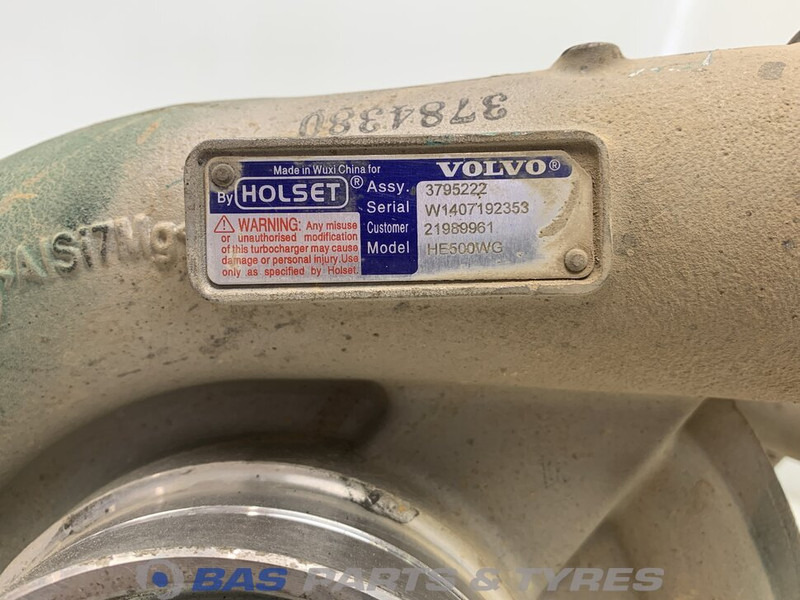 3784380
Made in Wuxi China for VOLVO®
By HOLSET® Assy. 3795222
Serial W1407192353
Customer 21989961
Model HE500WG
⚠ WARNING: Any misuse
or unauthorised modification
of this turbocharger may cause
damage or personal injury. Use
only as specified by Holset.
AlS17Mg
BAS PARTS & TYRES